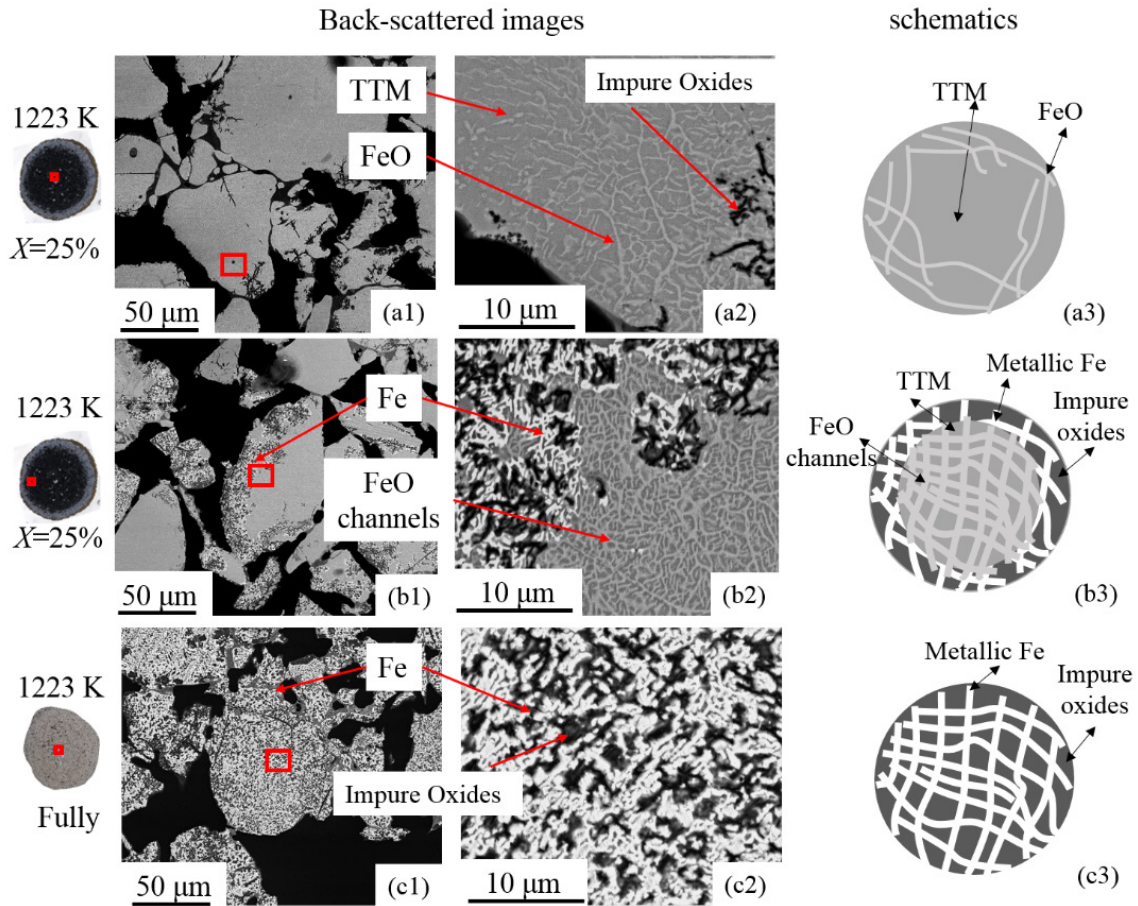 Back-scattered images
schematics
1223 K
X=25%
TTM
FeO
50 μm
(a1)
Impure Oxides
10 μm
(a2)
TTM
FeO
(a3)
1223 K
X=25%
Fe
FeO
channels
50 μm
(b1)
10 μm
(b2)
Metallic Fe
TTM
Impure
oxides
FeO
channels
(b3)
1223 K
Fully
Fe
Impure Oxides
50 μm
(c1)
10 μm
(c2)
Metallic Fe
Impure
oxides
(c3)